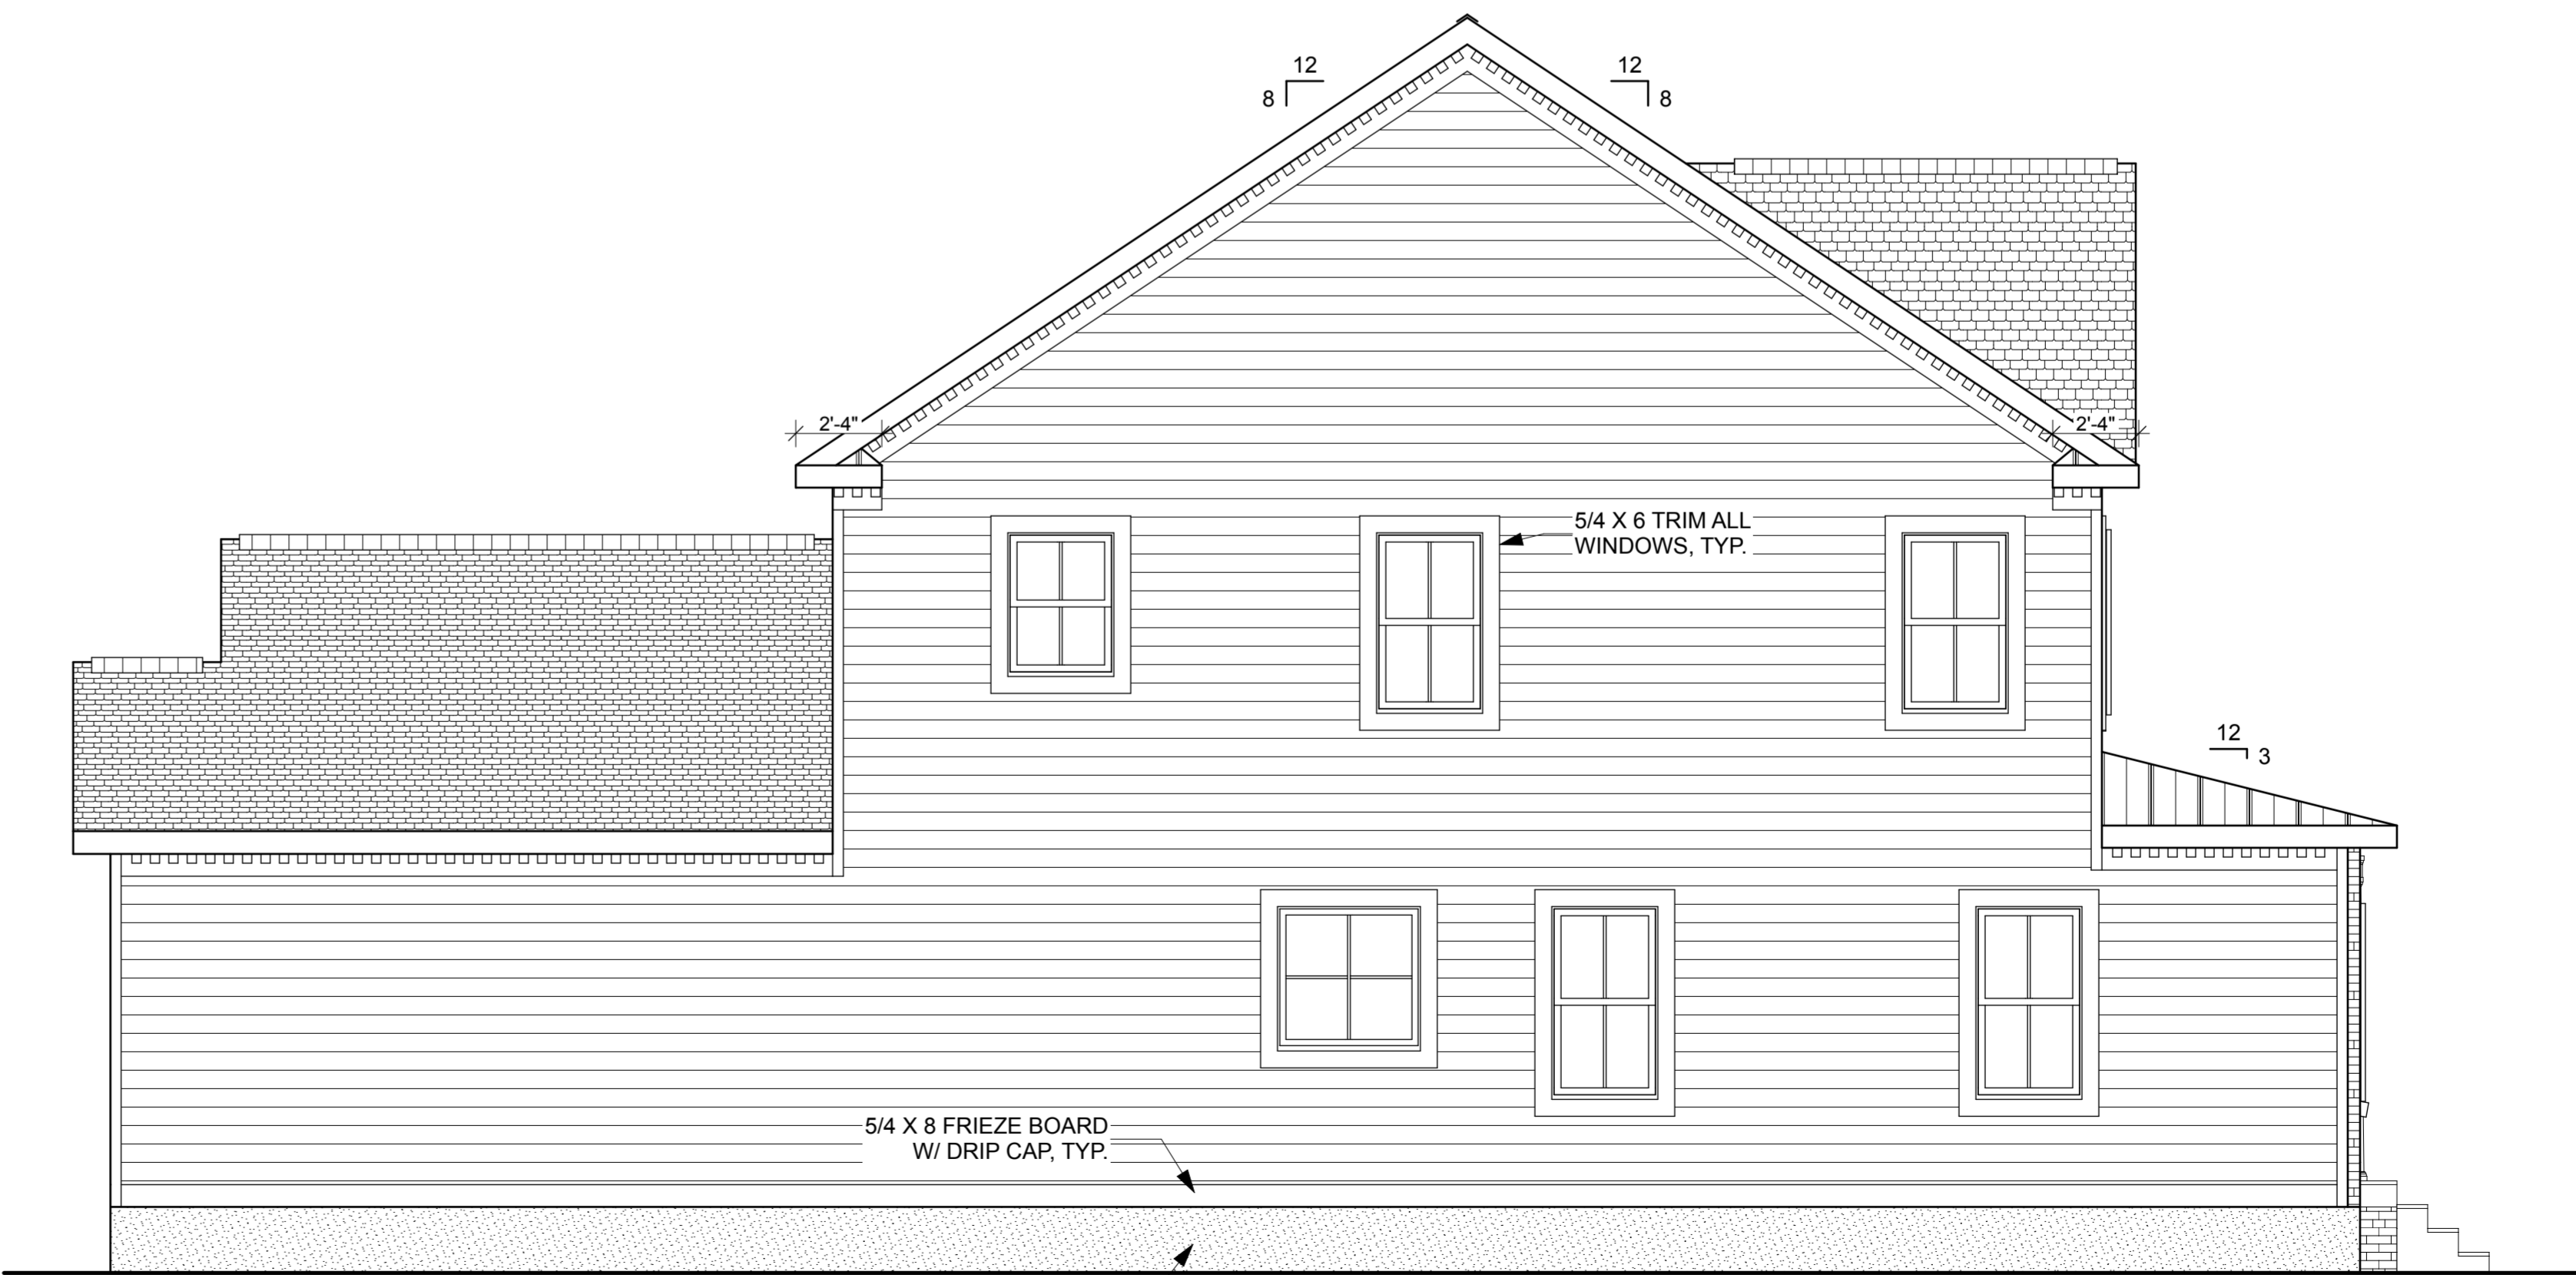 12
8
12
8
2'-4"
2'-4"
5/4 X 6 TRIM ALL
WINDOWS, TYP.
12
3
5/4 X 8 FRIEZE BOARD
W/ DRIP CAP, TYP.